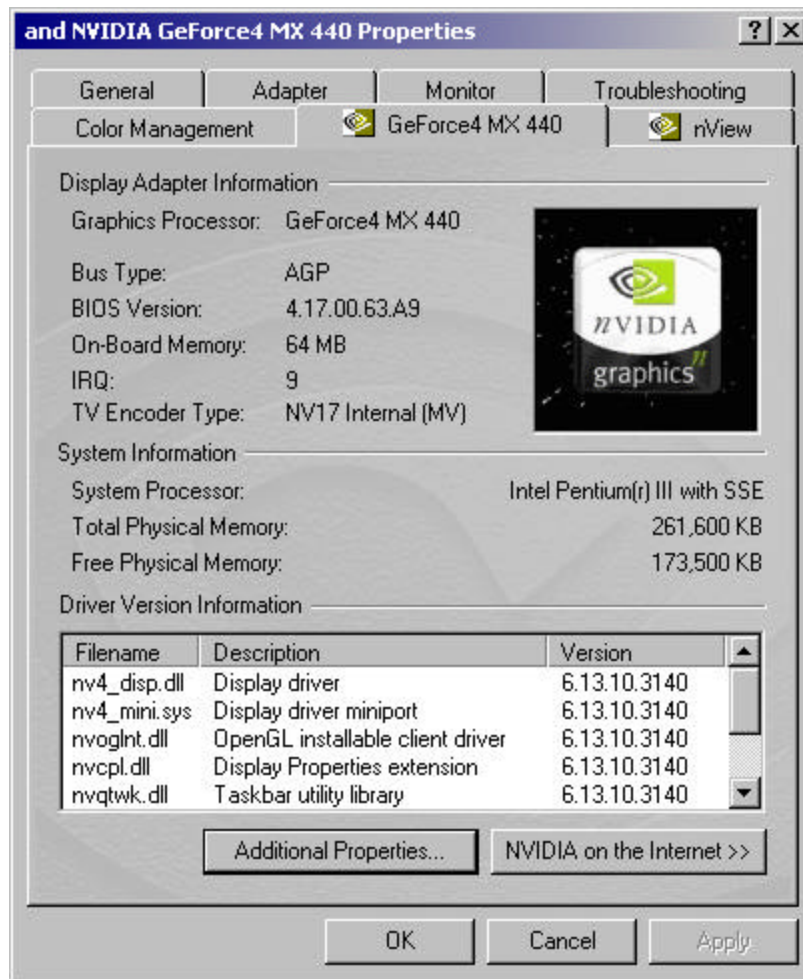 and NVIDIA GeForce4 MX 440 Properties
General Adapter Monitor Troubleshooting
Color Management GeForce4 MX 440 nView
Display Adapter Information
Graphics Processor: GeForce4 MX 440
Bus Type: AGP
BIOS Version: 4.17.00.63.A9
On-Board Memory: 64 MB
IRQ: 9
TV Encoder Type: NV17 Internal (MV)
nVIDIA
graphics n
System Information
System Processor: Intel Pentium(r) III with SSE
Total Physical Memory: 261,600 KB
Free Physical Memory: 173,500 KB
Driver Version Information
Filename Description Version
nv4_disp.dll Display driver 6.13.10.3140
nv4_mini.sys Display driver miniport 6.13.10.3140
nvoglnt.dll OpenGL installable client driver 6.13.10.3140
nvcpl.dll Display Properties extension 6.13.10.3140
nvqtwk.dll Taskbar utility library 6.13.10.3140
Additional Properties... NVIDIA on the Internet >>
OK Cancel Apply